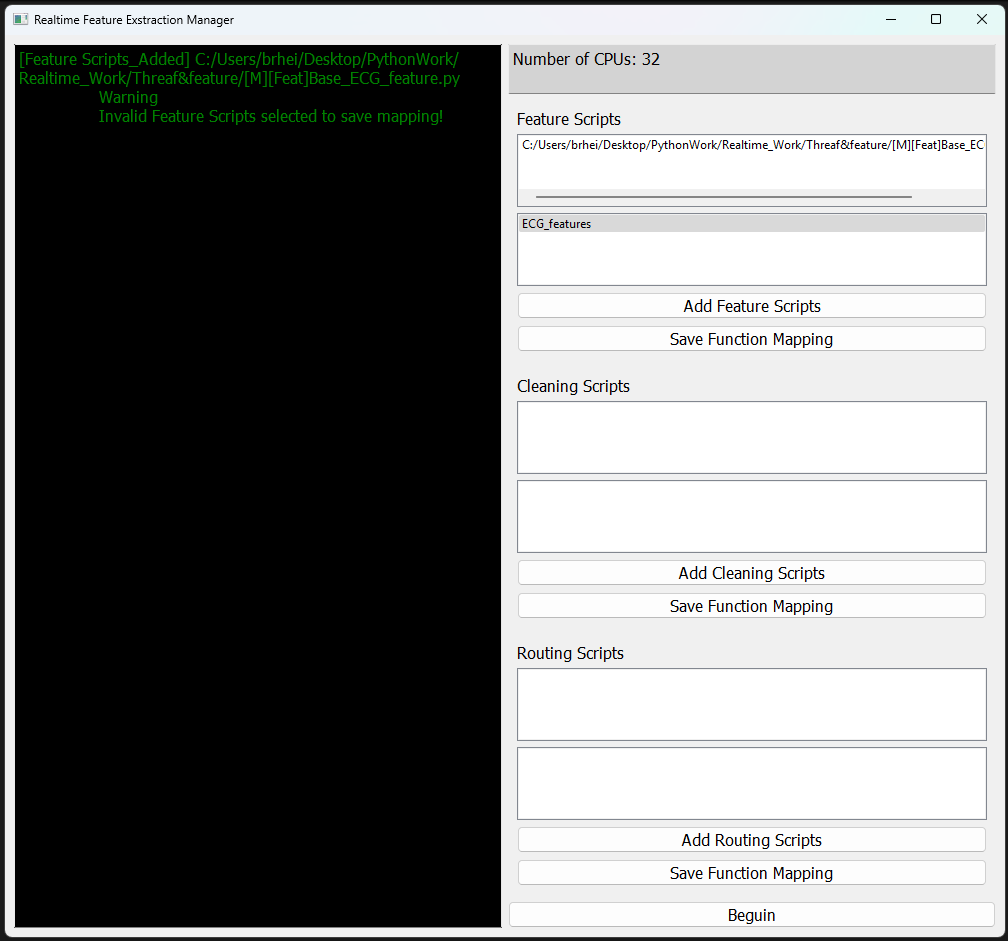 Realtime Feature Exstraction Manager
[Feature Scripts_Added] C:/Users/brhei/Desktop/PythonWork/
Realtime_Work/Threaf&feature/[M][Feat]Base_ECG_feature.py
Warning
Invalid Feature Scripts selected to save mapping!
Number of CPUs: 32
Feature Scripts
C:/Users/brhei/Desktop/PythonWork/Realtime_Work/Threaf&feature/[M][Feat]Base_EC
ECG_features
Add Feature Scripts
Save Function Mapping
Cleaning Scripts
Add Cleaning Scripts
Save Function Mapping
Routing Scripts
Add Routing Scripts
Save Function Mapping
Beguin